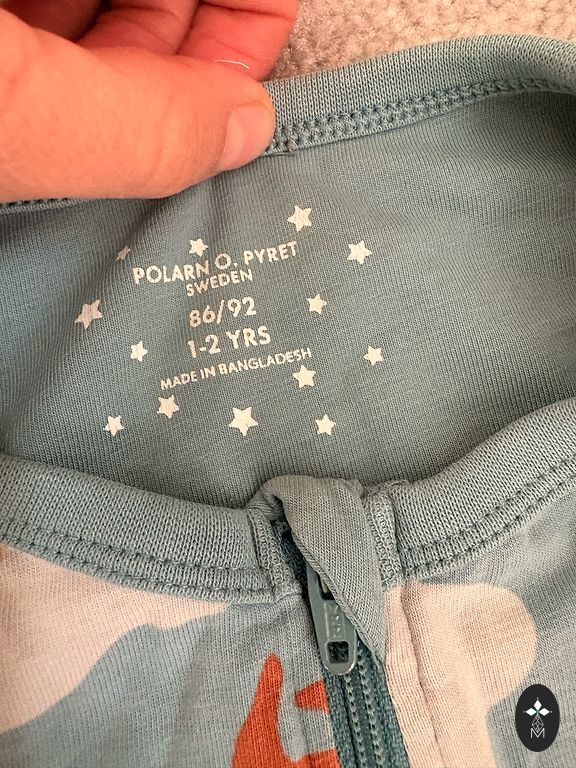 POLARN O. PYRET
SWEDEN
86/92
1-2 YRS
MADE IN BANGLADESH